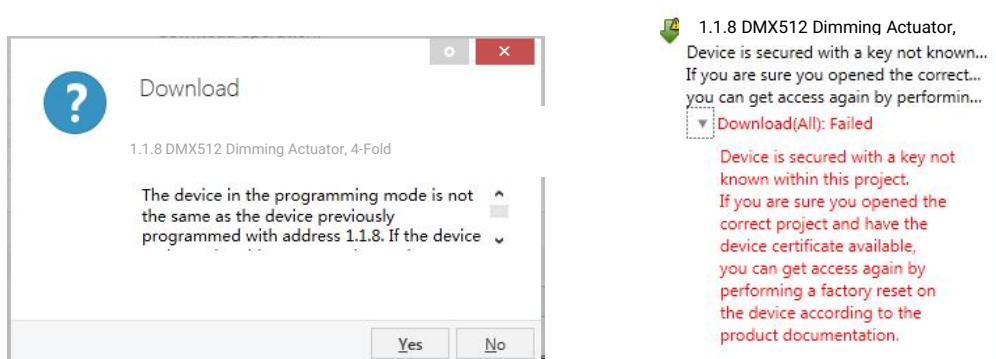 Download
1.1.8 DMX512 Dimming Actuator, 4-Fold
The device in the programming mode is not
the same as the device previously
programmed with address 1.1.8. If the device
Yes
No
1.1.8 DMX512 Dimming Actuator,
Device is secured with a key not known...
If you are sure you opened the correct...
you can get access again by performin...
Download(All): Failed
Device is secured with a key not
known within this project.
If you are sure you opened the
correct project and have the
device certificate available,
you can get access again by
performing a factory reset on
the device according to the
product documentation.